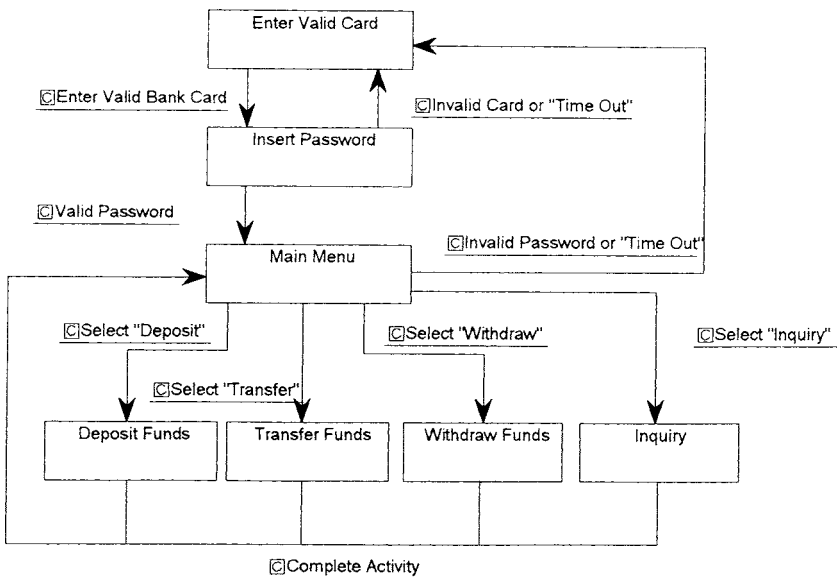 Enter Valid Card
🄲Enter Valid Bank Card
🄲Invalid Card or "Time Out"
Insert Password
🄲Valid Password
🄲Invalid Password or "Time Out"
Main Menu
🄲Select "Deposit"
🄲Select "Withdraw"
🄲Select "Inquiry"
🄲Select "Transfer"
Deposit Funds
Transfer Funds
Withdraw Funds
Inquiry
🄲Complete Activity